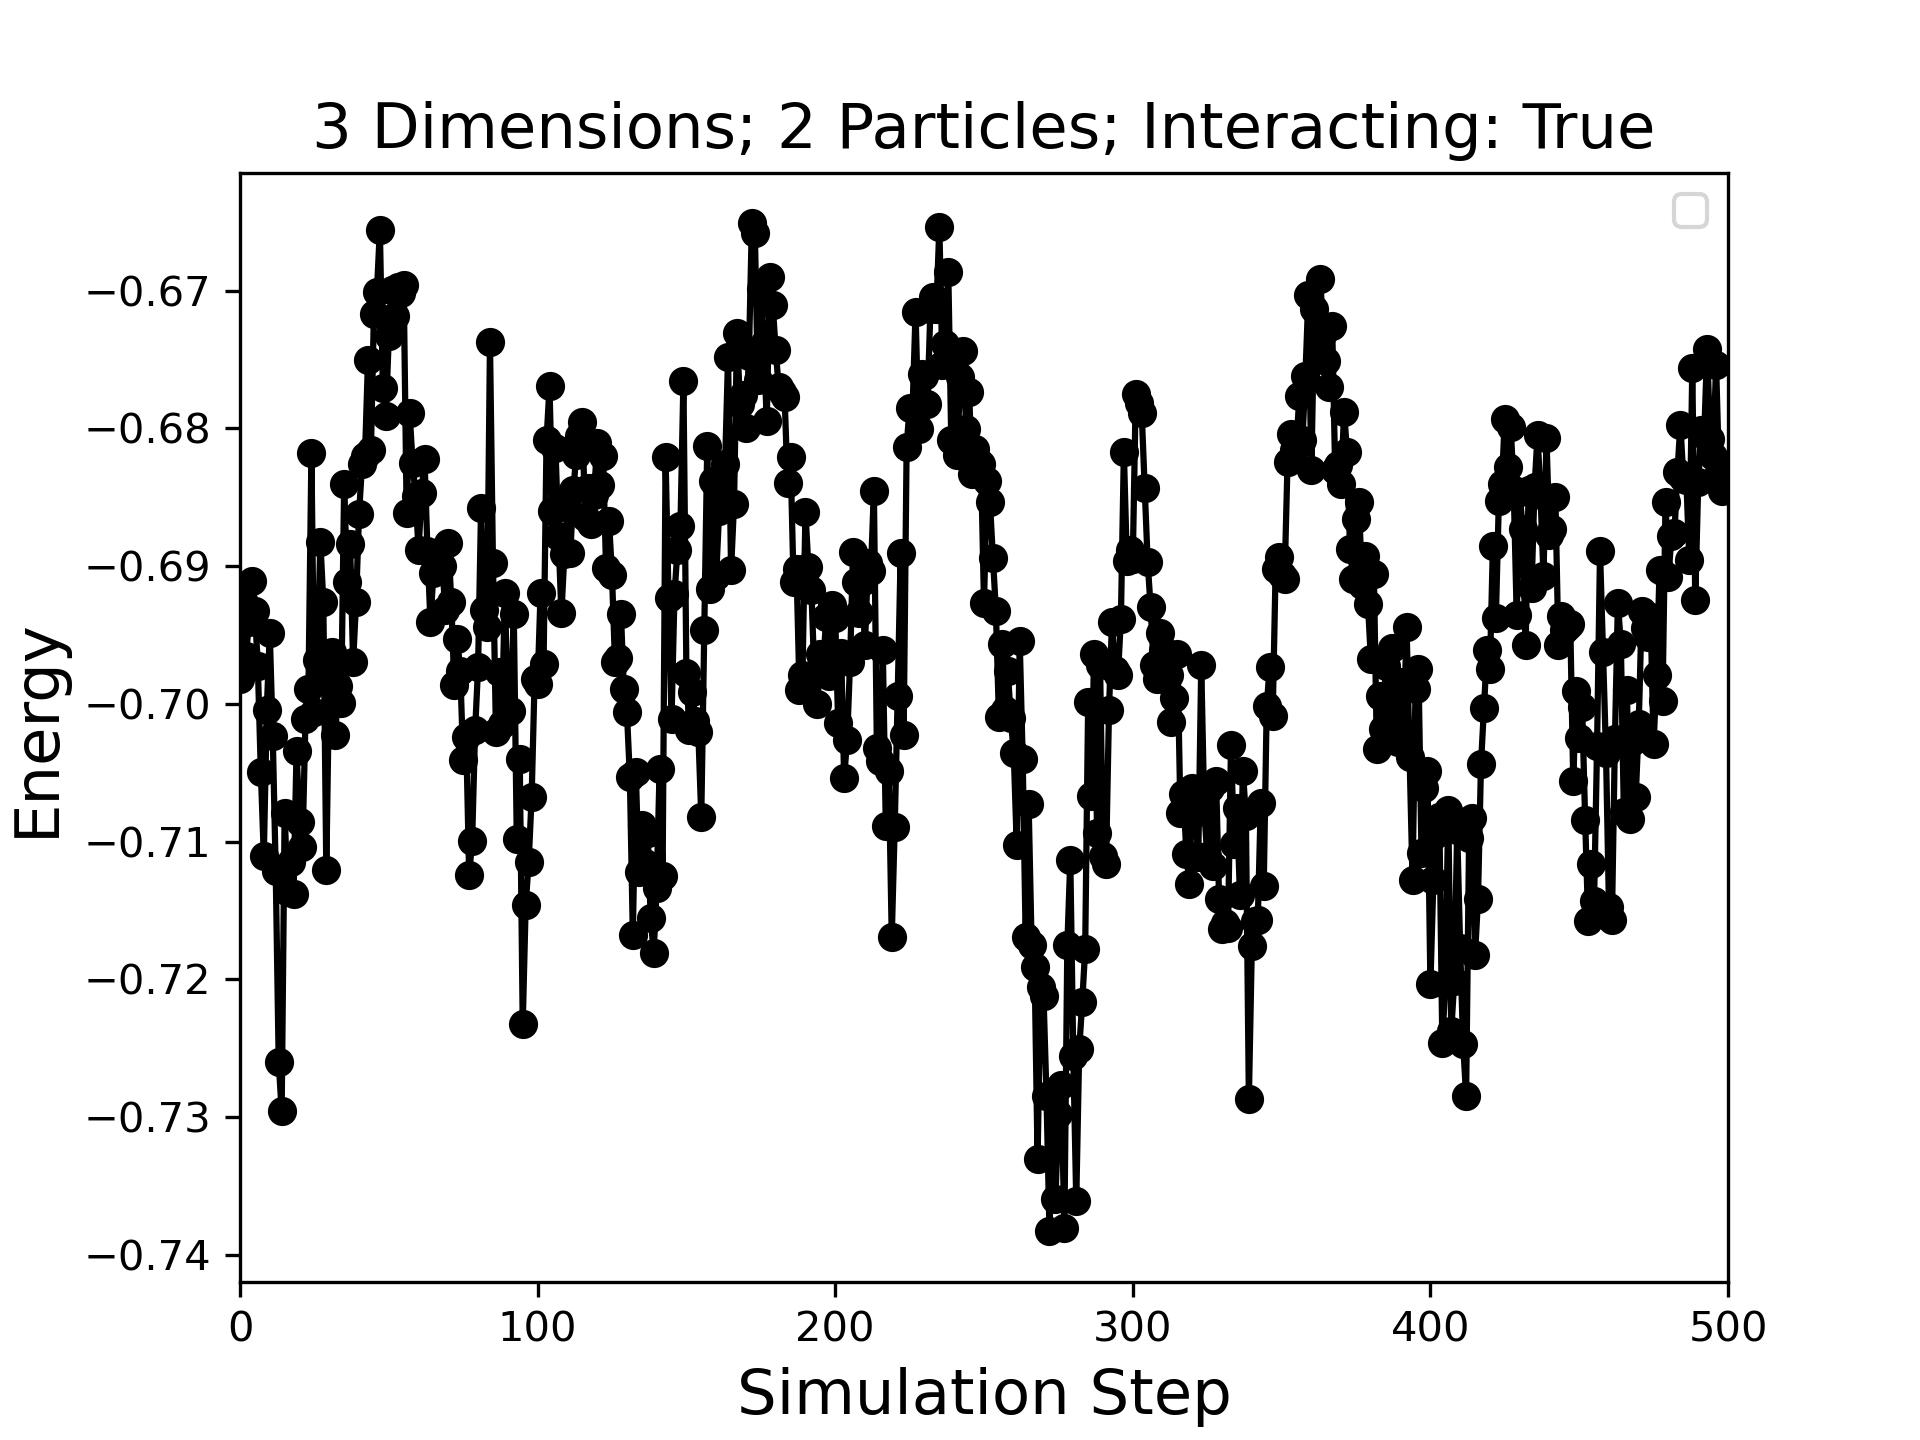 3 Dimensions; 2 Particles; Interacting: True
Energy
−0.67
−0.68
−0.69
−0.70
−0.71
−0.72
−0.73
−0.74
0 100 200 300 400 500
Simulation Step